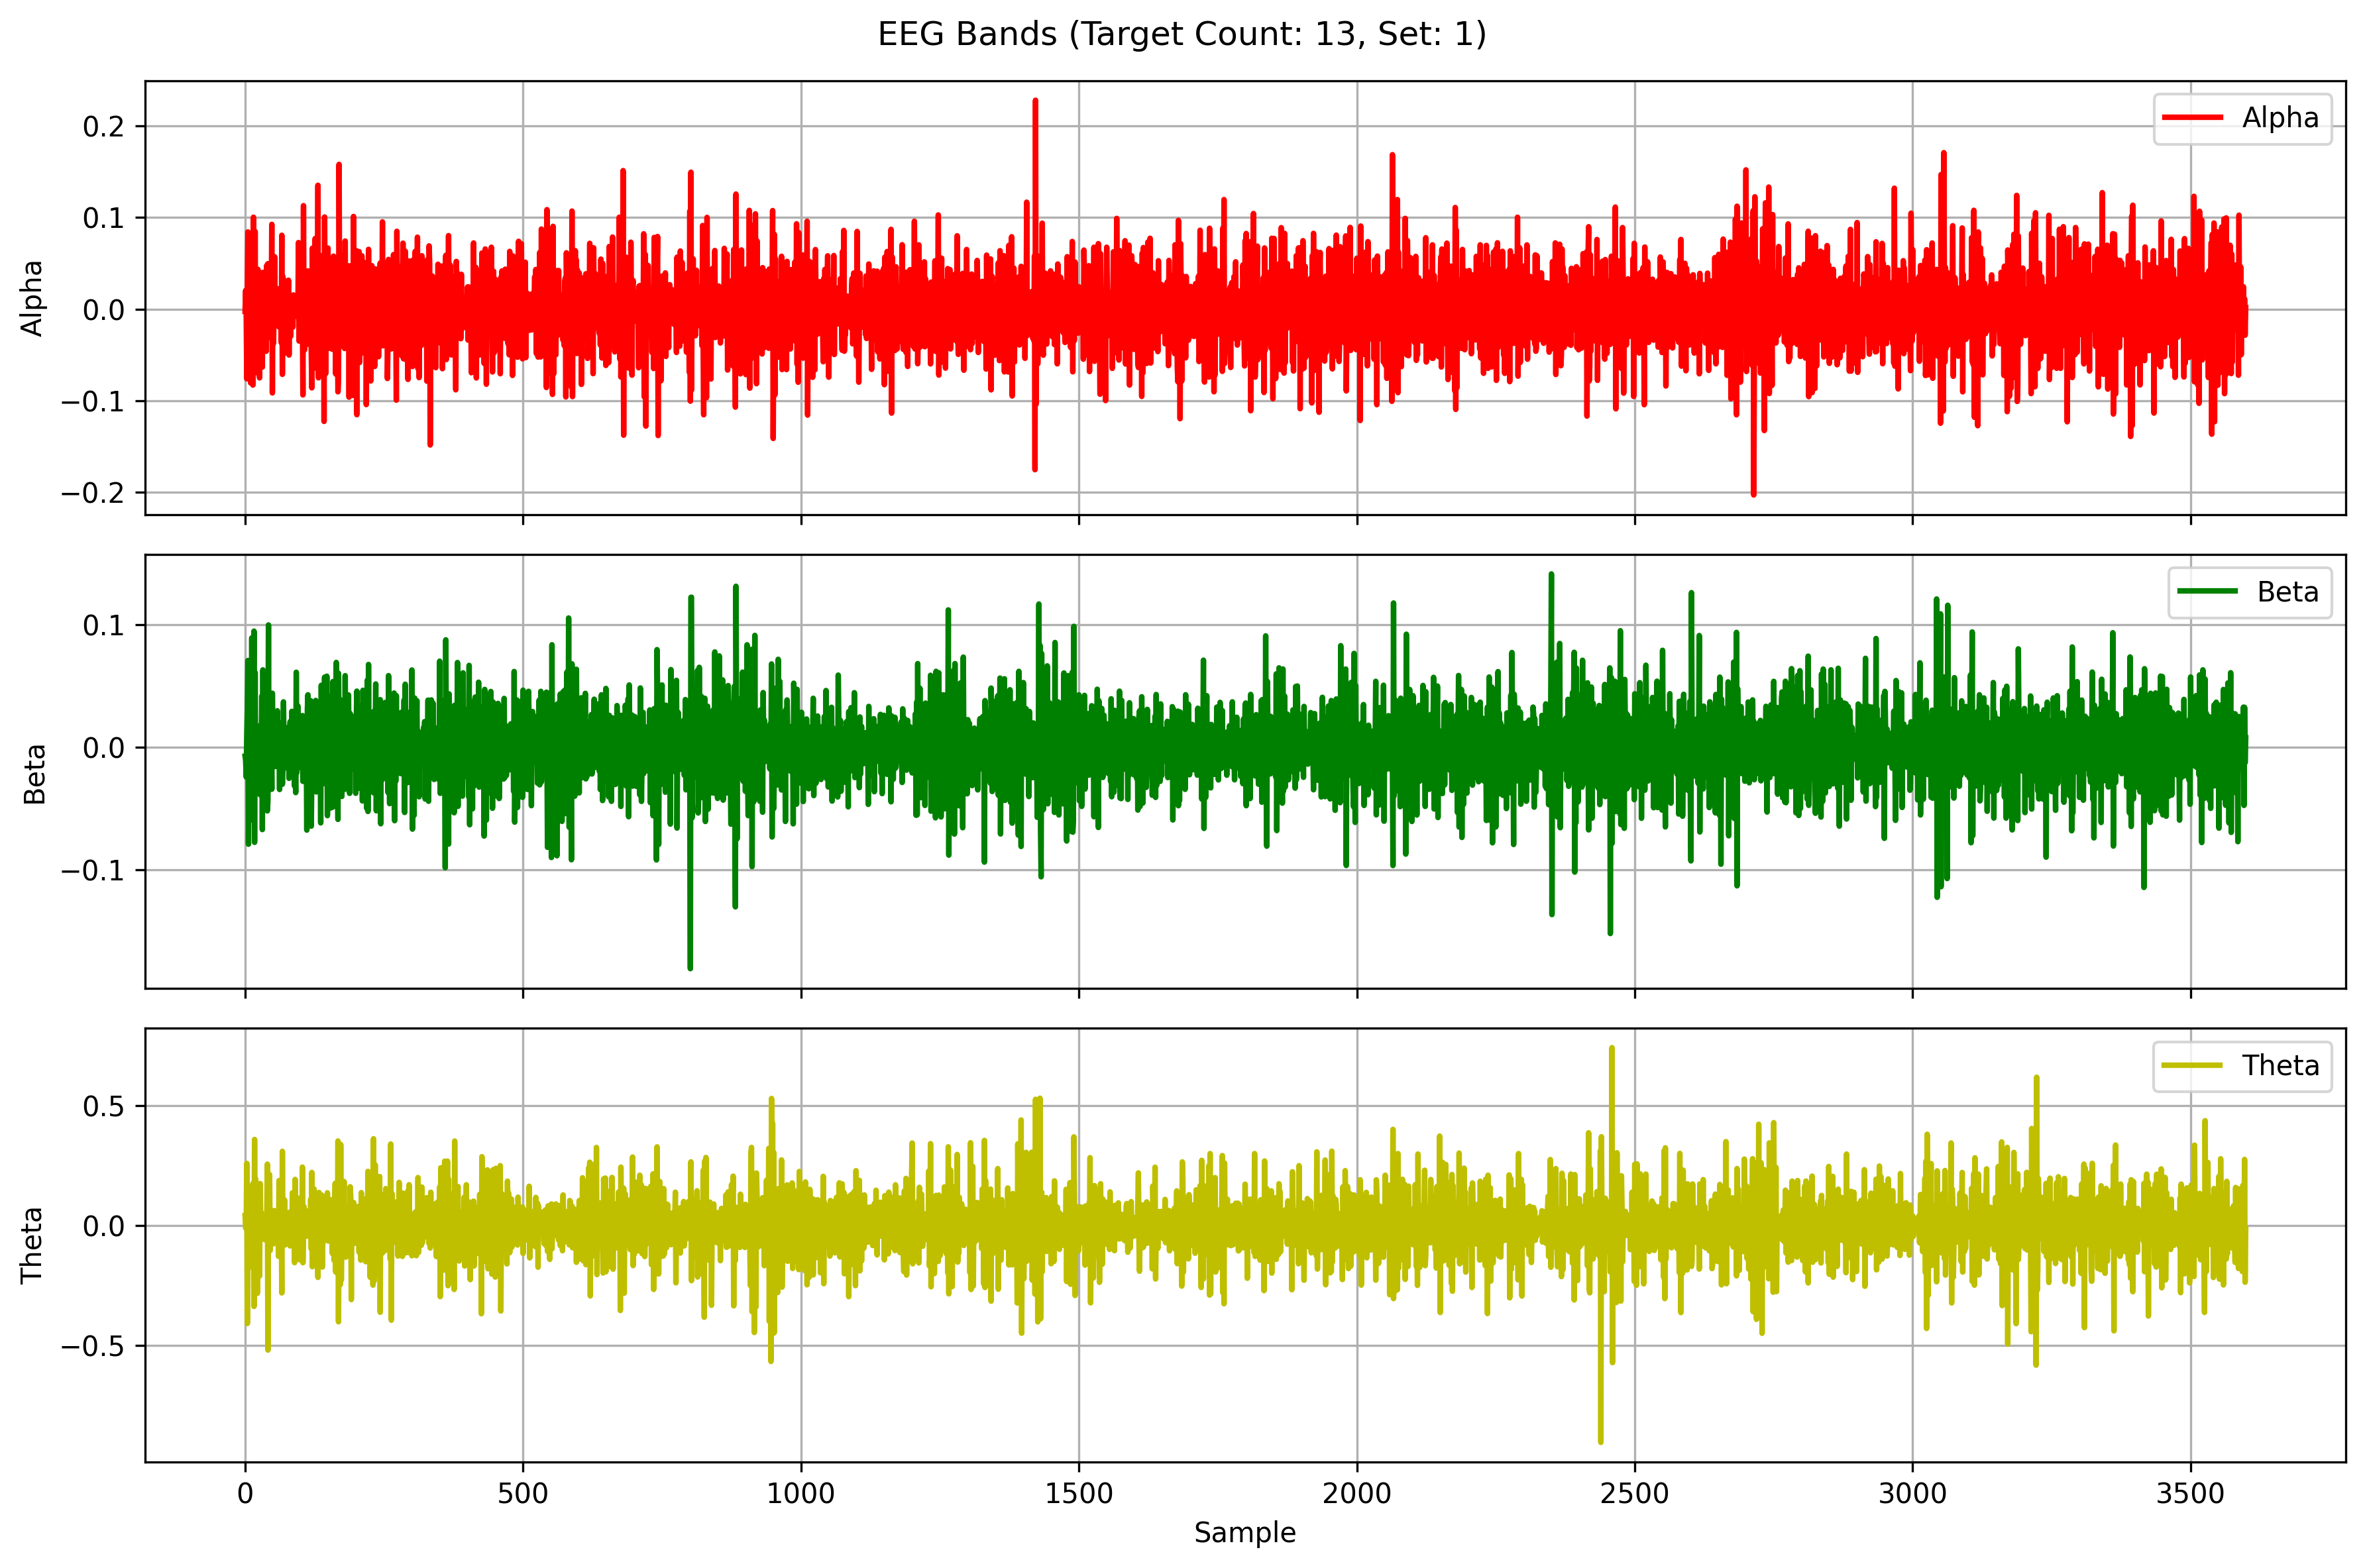 EEG Bands (Target Count: 13, Set: 1)
Alpha
0.2
0.1
0.0
−0.1
−0.2
Alpha
Beta
0.1
0.0
−0.1
Beta
Theta
0.5
0.0
−0.5
Theta
0 500 1000 1500 2000 2500 3000 3500
Sample